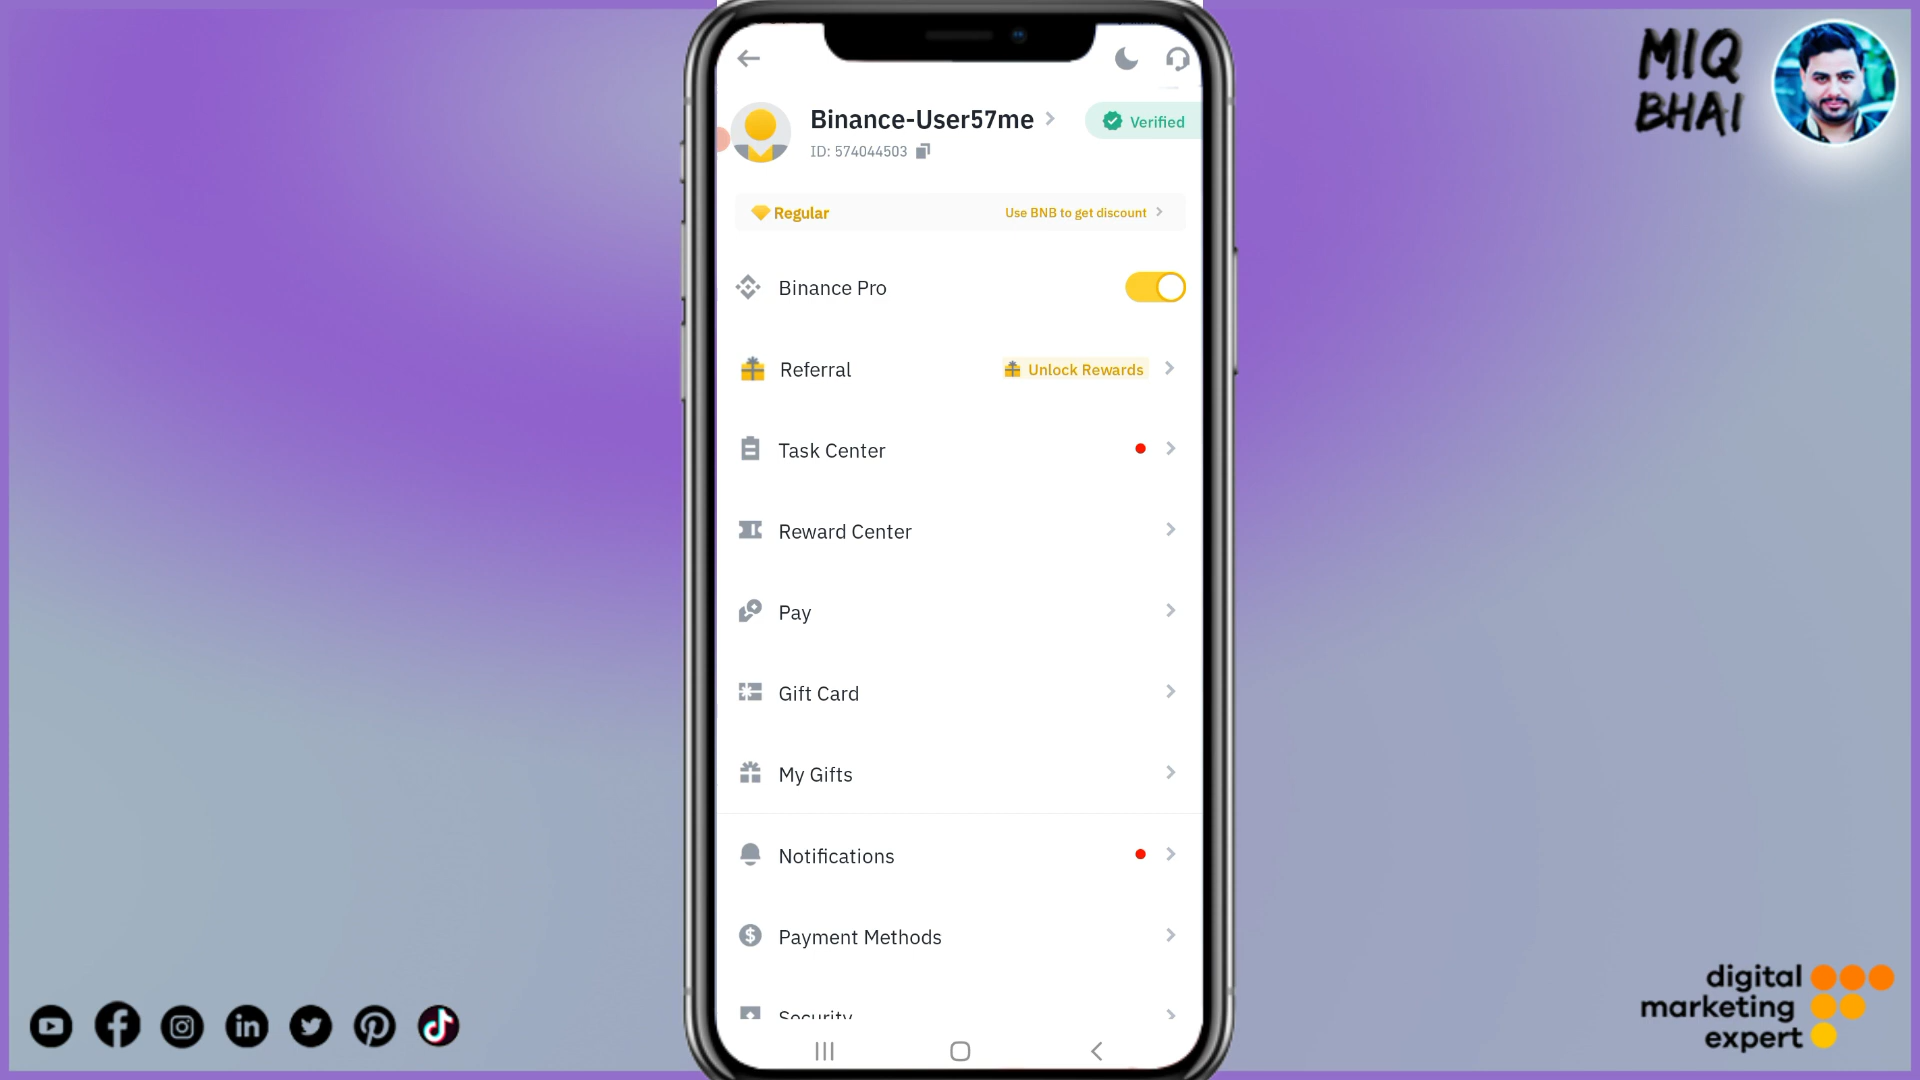 MIQ
BHAI
Binance-User57me
Verified
ID: 574044503
Regular
Use BNB to get discount
Binance Pro
Referral
Unlock Rewards
Task Center
Reward Center
Pay
Gift Card
My Gifts
Notifications
Payment Methods
Security
digital
marketing
expert